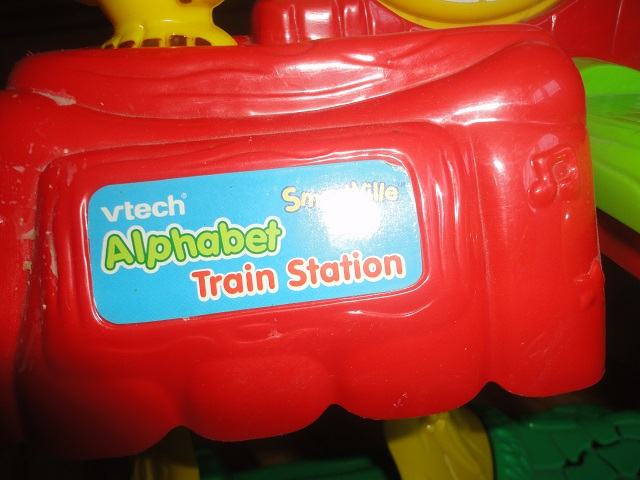 vtech
Alphabet
Train Station